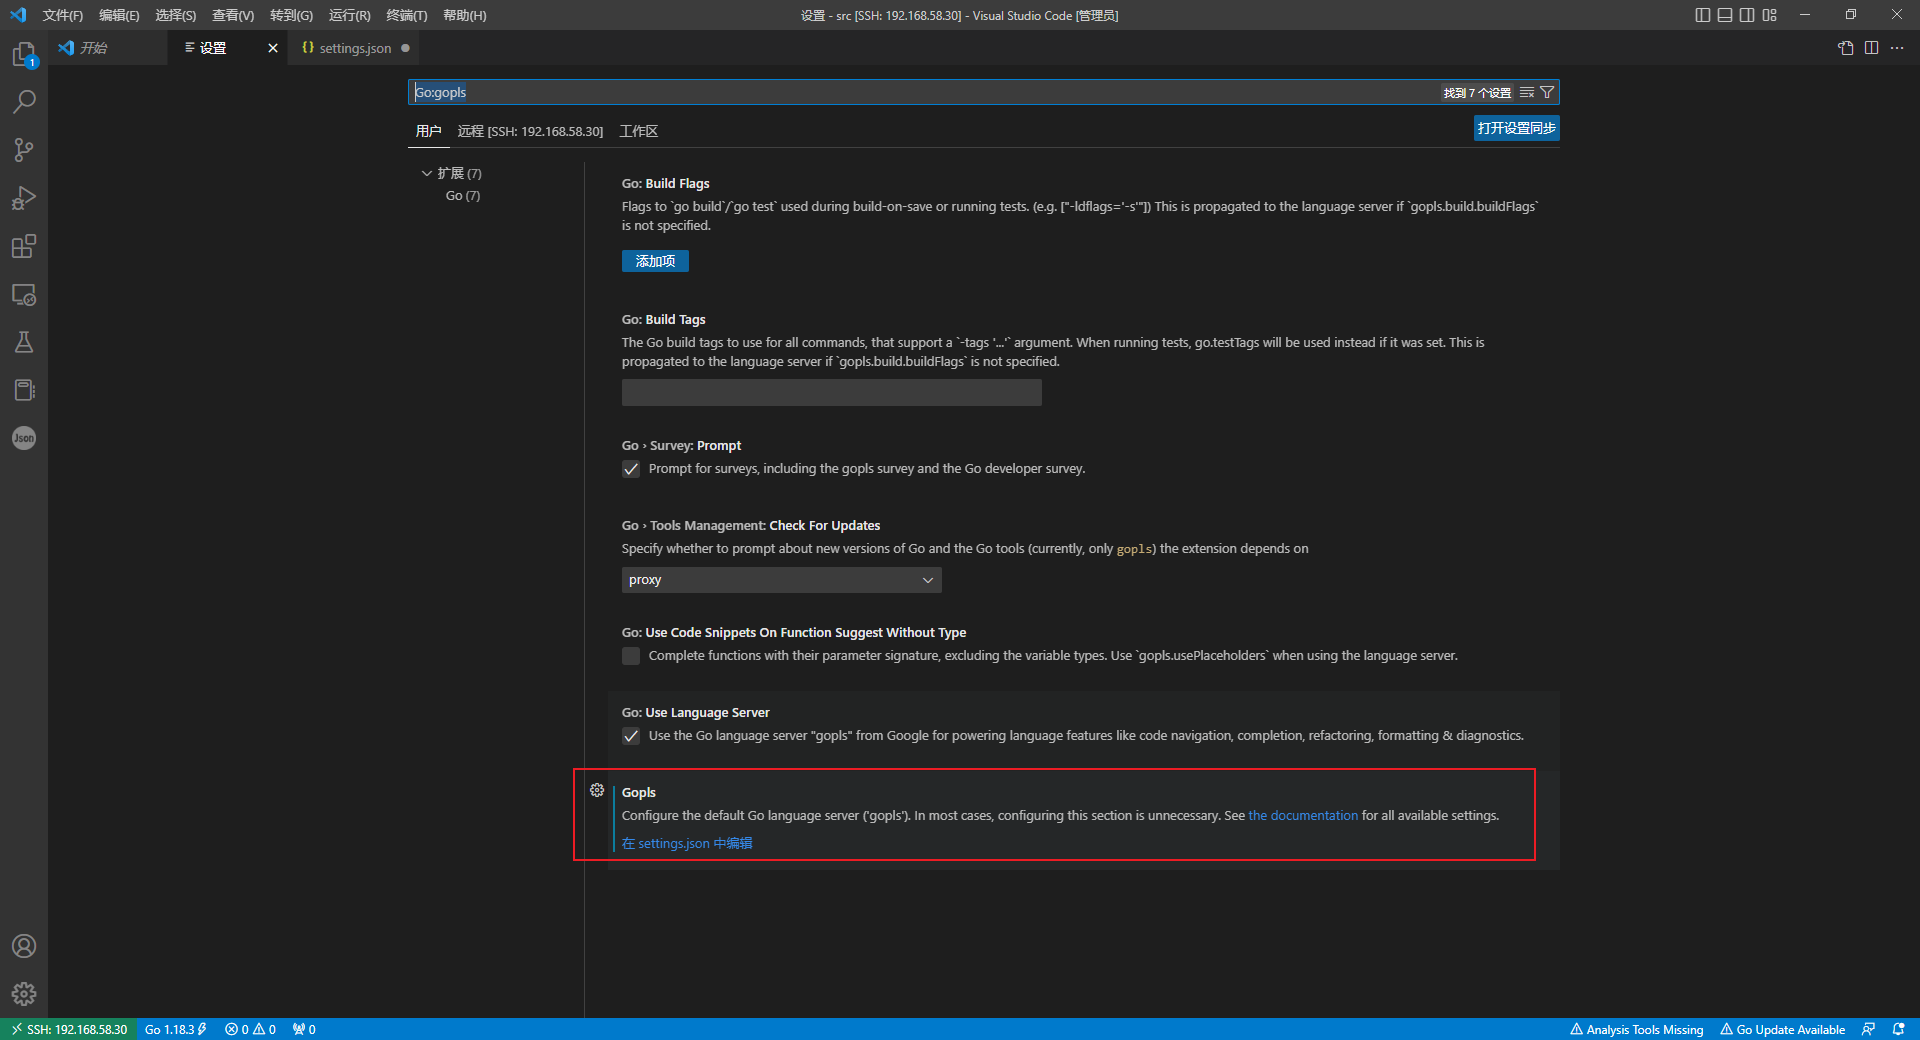 文件(F) 编辑(E) 选择(S) 查看(V) 转到(G) 运行(R) 终端(T) 帮助(H)
设置 - src [SSH: 192.168.58.30] - Visual Studio Code [管理员]
开始
设置
{} settings.json
1
Go:gopls
找到 7 个设置
用户 远程 [SSH: 192.168.58.30] 工作区
打开设置同步
扩展 (7)
Go (7)
Go: Build Flags
Flags to `go build`/`go test` used during build-on-save or running tests. (e.g. ["-ldflags='-s'"]) This is propagated to the language server if `gopls.build.buildFlags`
is not specified.
添加项
Go: Build Tags
The Go build tags to use for all commands, that support a `-tags '...'` argument. When running tests, go.testTags will be used instead if it was set. This is
propagated to the language server if `gopls.build.buildFlags` is not specified.
Go › Survey: Prompt
Prompt for surveys, including the gopls survey and the Go developer survey.
Go › Tools Management: Check For Updates
Specify whether to prompt about new versions of Go and the Go tools (currently, only gopls) the extension depends on
proxy
Go: Use Code Snippets On Function Suggest Without Type
Complete functions with their parameter signature, excluding the variable types. Use `gopls.usePlaceholders` when using the language server.
Go: Use Language Server
Use the Go language server "gopls" from Google for powering language features like code navigation, completion, refactoring, formatting & diagnostics.
Gopls
Configure the default Go language server ('gopls'). In most cases, configuring this section is unnecessary. See the documentation for all available settings.
在 settings.json 中编辑
Json
SSH: 192.168.58.30 Go 1.18.3 0 0 0
Analysis Tools Missing Go Update Available